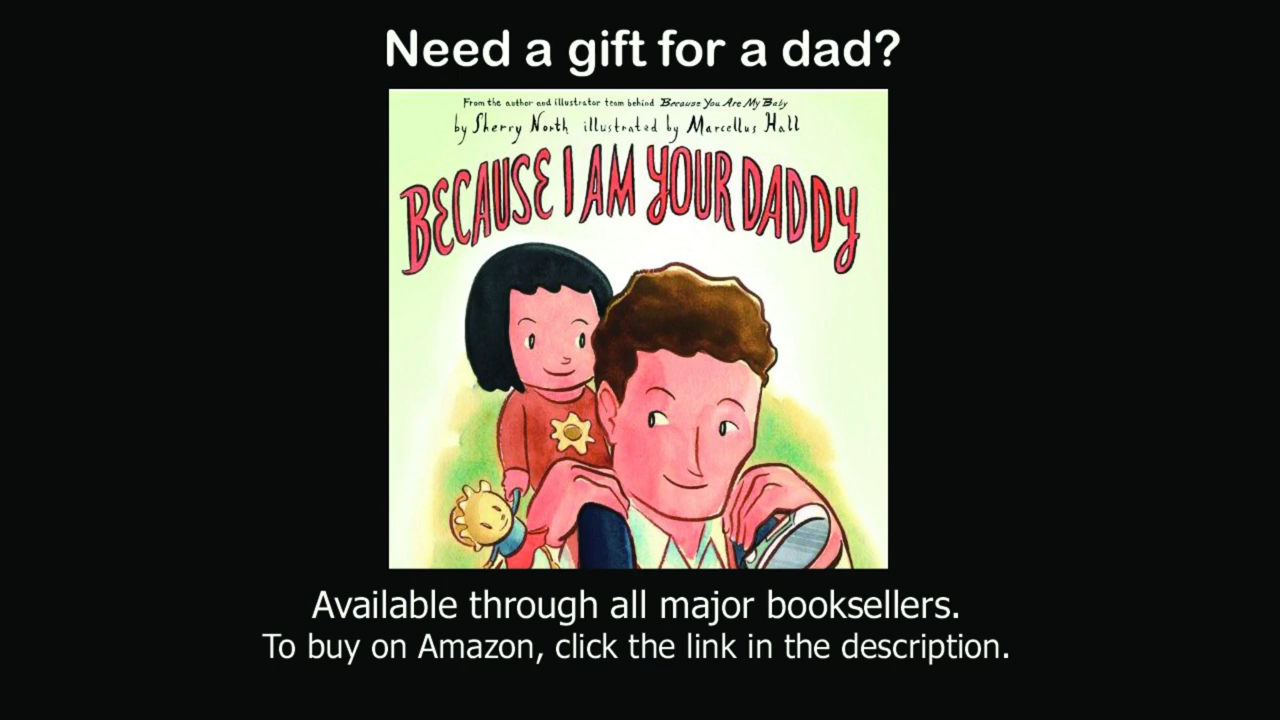 Need a gift for a dad?
From the author and illustrator team behind Because You Are My Baby
by Sherry North illustrated by Marcellus Hall
BECAUSE I AM YOUR DADDY
Available through all major booksellers.
To buy on Amazon, click the link in the description.